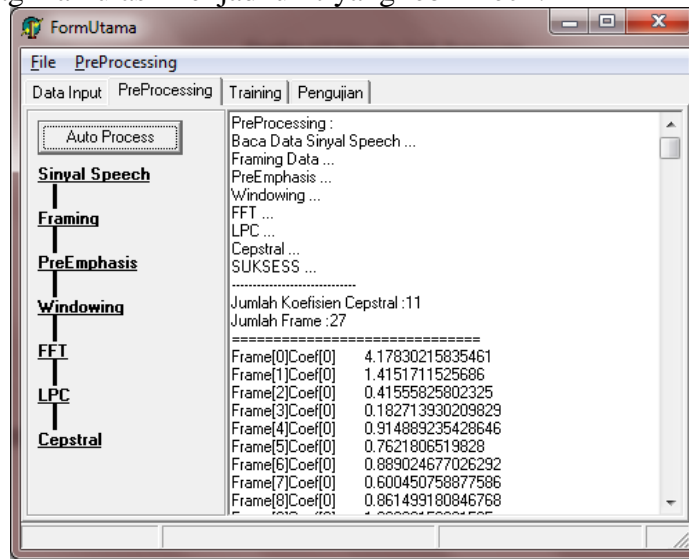 FormUtama
File PreProcessing
Data Input PreProcessing Training Pengujian
Auto Process
Sinyal Speech
Framing
PreEmphasis
Windowing
FFT
LPC
Cepstral
PreProcessing :
Baca Data Sinyal Speech ...
Framing Data ...
PreEmphasis ...
Windowing ...
FFT ...
LPC ...
Cepstral ...
SUKSESS ...
-------------------------------
Jumlah Koefisien Cepstral :11
Jumlah Frame :27
===============================
Frame[0]Coef[0] 4.17830215835461
Frame[1]Coef[0] 1.4151711525686
Frame[2]Coef[0] 0.41555825802325
Frame[3]Coef[0] 0.182713930209829
Frame[4]Coef[0] 0.914889235428646
Frame[5]Coef[0] 0.7621806519828
Frame[6]Coef[0] 0.889024677026292
Frame[7]Coef[0] 0.600450758877586
Frame[8]Coef[0] 0.861499180846768